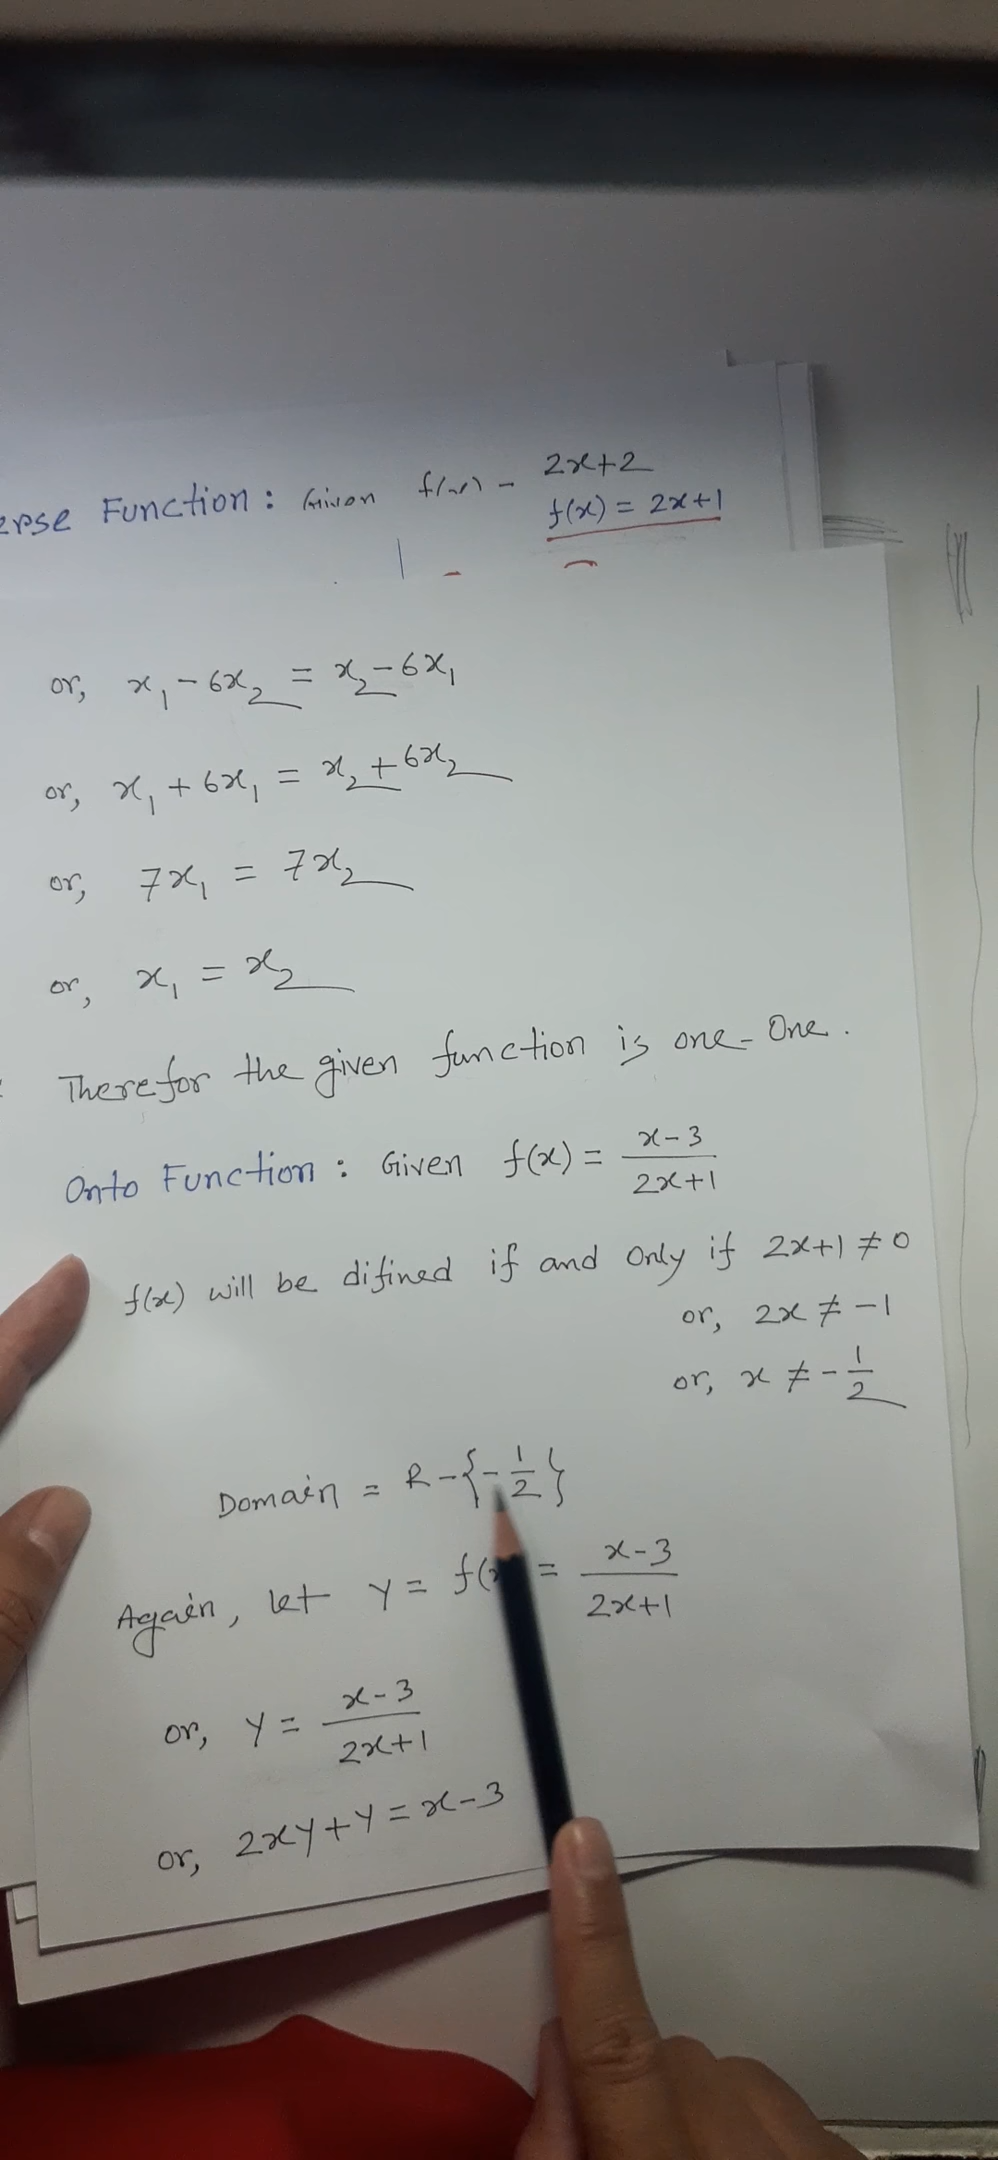 erse Function: Given f(x) - 2x+2
f(x) = 2x+1
or, x₁ - 6x₂ = x₂ - 6x₁
or, x₁ + 6x₁ = x₂ + 6x₂
or, 7x₁ = 7x₂
or, x₁ = x₂
Therefor the given function is one-One.
Onto Function: Given f(x) = (x-3)/(2x+1)
f(x) will be difined if and only if 2x+1 ≠ 0
or, 2x ≠ -1
or, x ≠ -1/2
Domain = R-{-1/2}
Again, let y = f(x) = (x-3)/(2x+1)
or, y = (x-3)/(2x+1)
or, 2xy+y = x-3